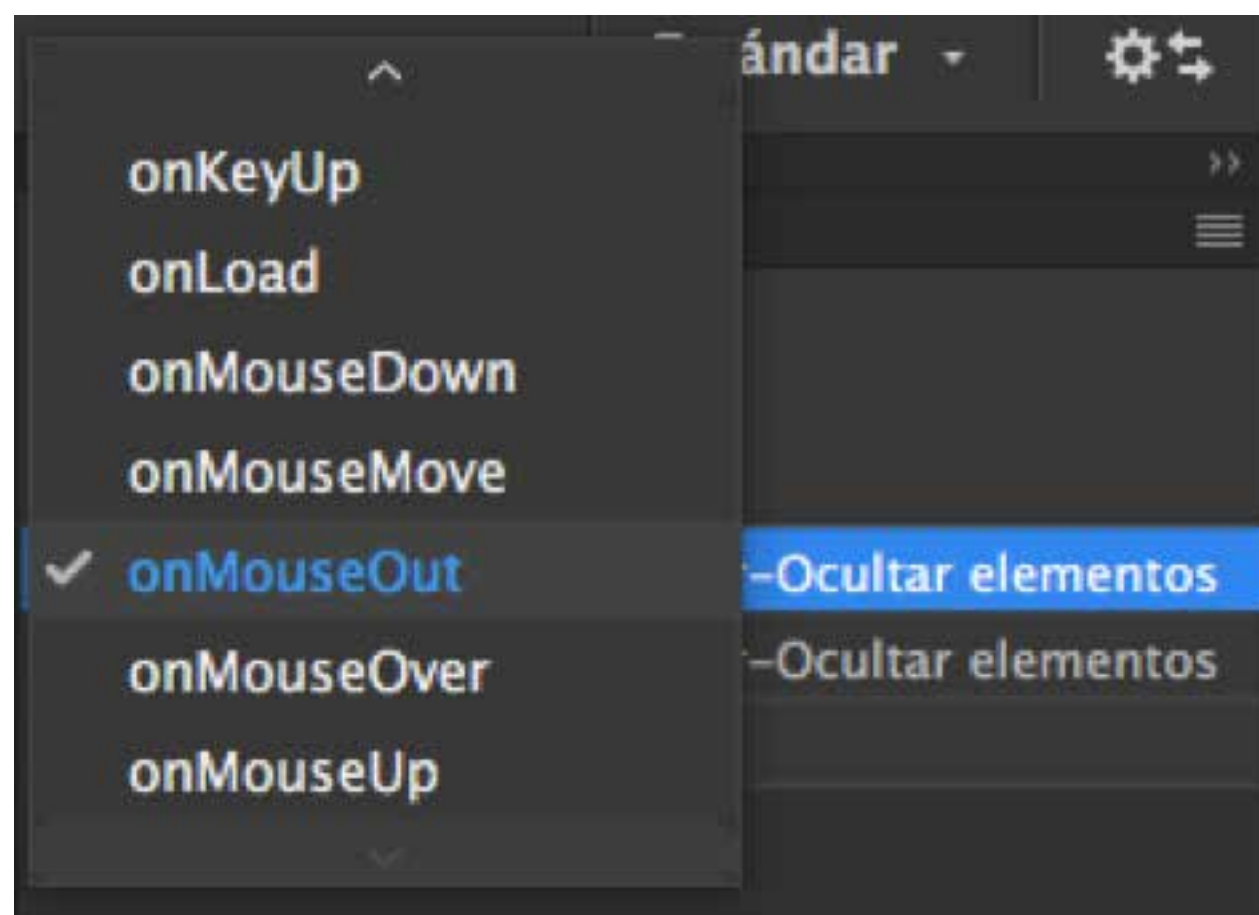 ándar
onKeyUp
onLoad
onMouseDown
onMouseMove
onMouseOut
-Ocultar elementos
onMouseOver
-Ocultar elementos
onMouseUp